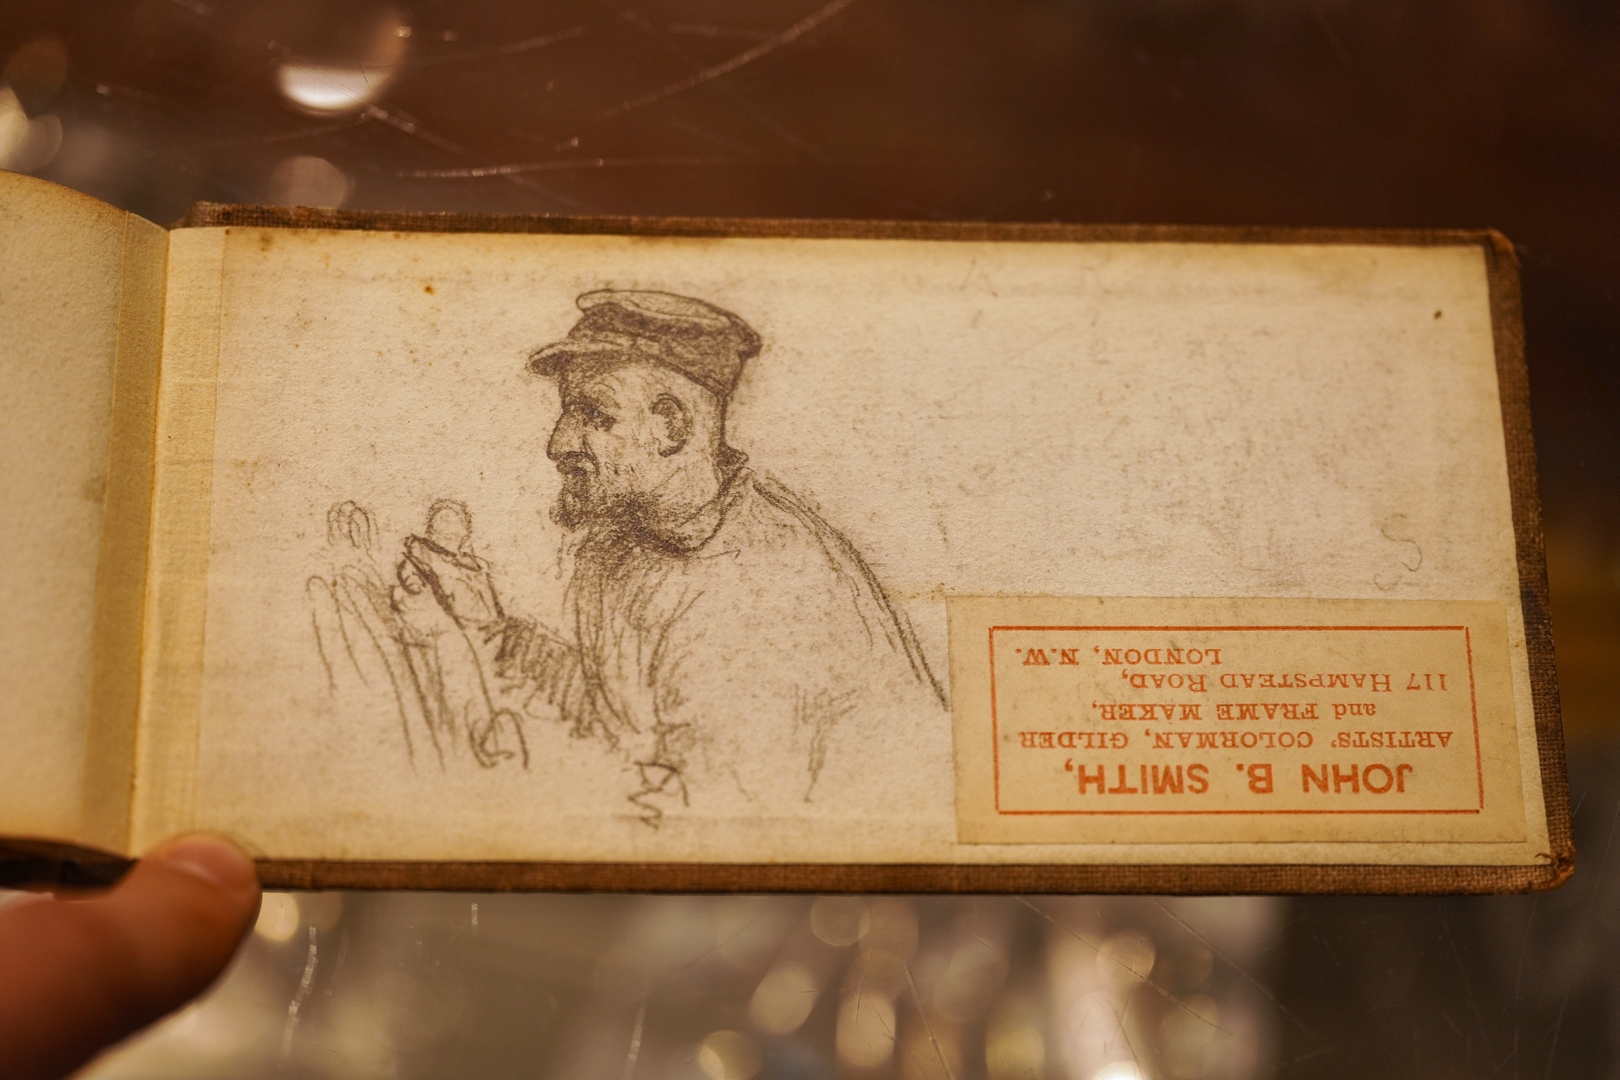 JOHN B. SMITH,
ARTISTS' COLORMAN, GILDER
and FRAME MAKER,
117 HAMPSTEAD ROAD,
LONDON, N.W.